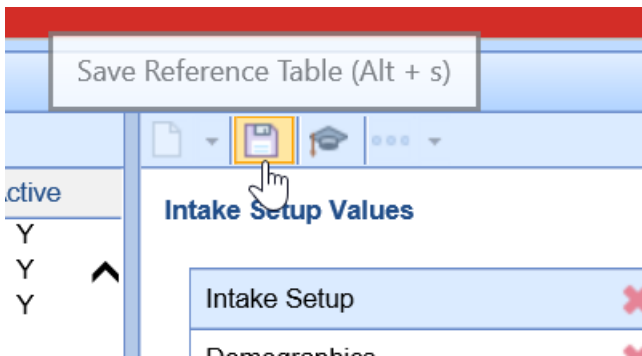 Save Reference Table (Alt + s)
ctive
Y
Y
Y
Intake Setup Values
Intake Setup
Demographics